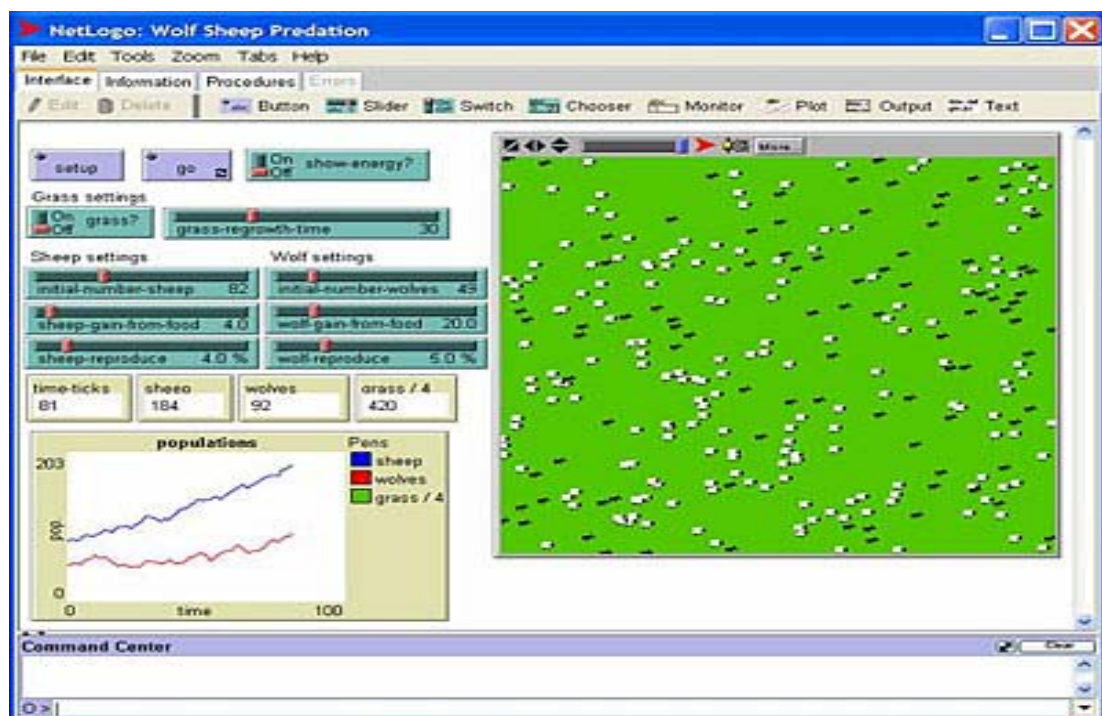 NetLogo: Wolf Sheep Predation
File Edit Tools Zoom Tabs Help
Interface Information Procedures Errors
Edit Delete Button Slider Switch Chooser Monitor Plot Output Text
More...
setup go On Off show-energy?
Grass settings
On Off grass? grass-regrowth-time 30
Sheep settings Wolf settings
initial-number-sheep 82 initial-number-wolves 49
sheep-gain-from-food 4.0 wolf-gain-from-food 20.0
sheep-reproduce 4.0 % wolf-reproduce 5.0 %
time-ticks sheep wolves grass / 4
81 184 92 420
populations Pens
203 sheep
wolves
grass / 4
pop
0
0 time 100
Command Center Clear
O>